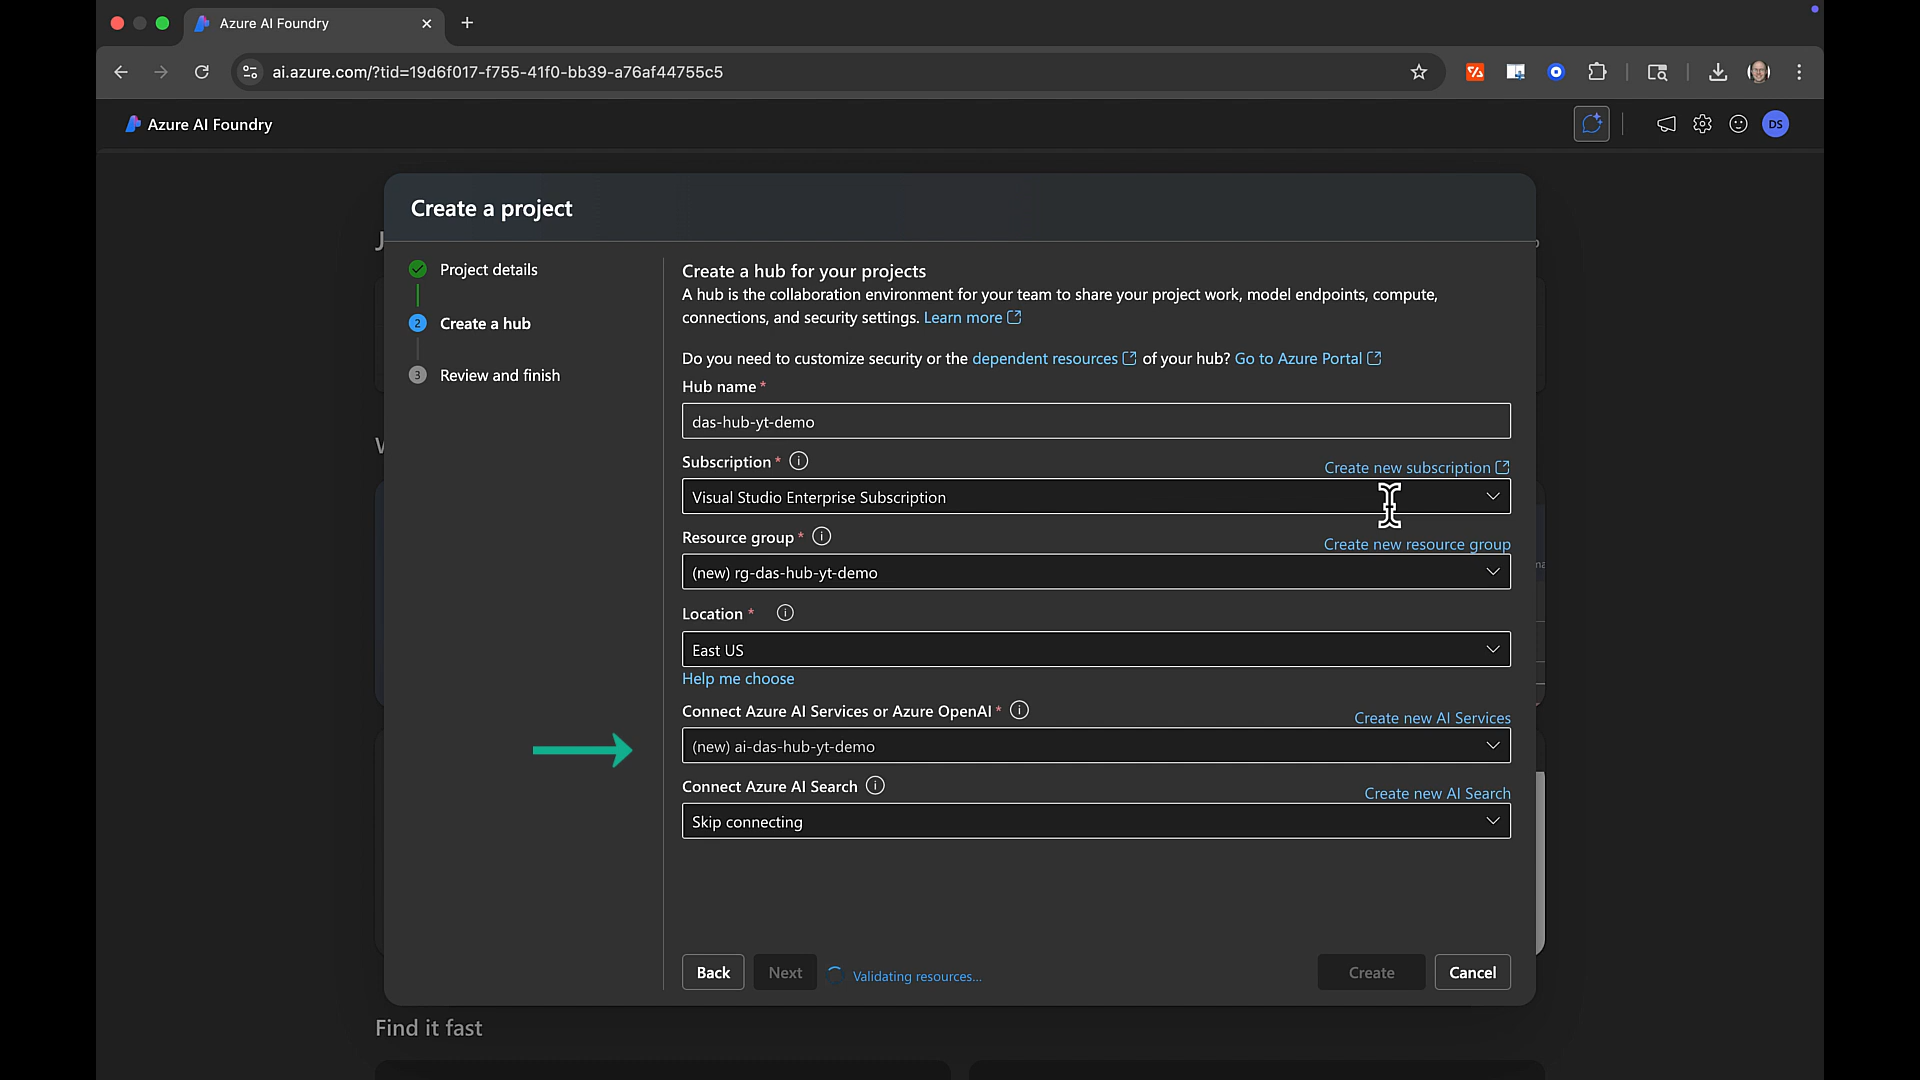 Azure AI Foundry
ai.azure.com/?tid=19d6f017-f755-41f0-bb39-a76af44755c5
Azure AI Foundry
DS
Create a project
Project details
2 Create a hub
3 Review and finish
Create a hub for your projects
A hub is the collaboration environment for your team to share your project work, model endpoints, compute,
connections, and security settings. Learn more
Do you need to customize security or the dependent resources of your hub? Go to Azure Portal
Hub name *
das-hub-yt-demo
Subscription *
Create new subscription
Visual Studio Enterprise Subscription
Resource group *
Create new resource group
(new) rg-das-hub-yt-demo
Location *
East US
Help me choose
Connect Azure AI Services or Azure OpenAI *
Create new AI Services
(new) ai-das-hub-yt-demo
Connect Azure AI Search
Create new AI Search
Skip connecting
Back
Next
Validating resources...
Create
Cancel
Find it fast